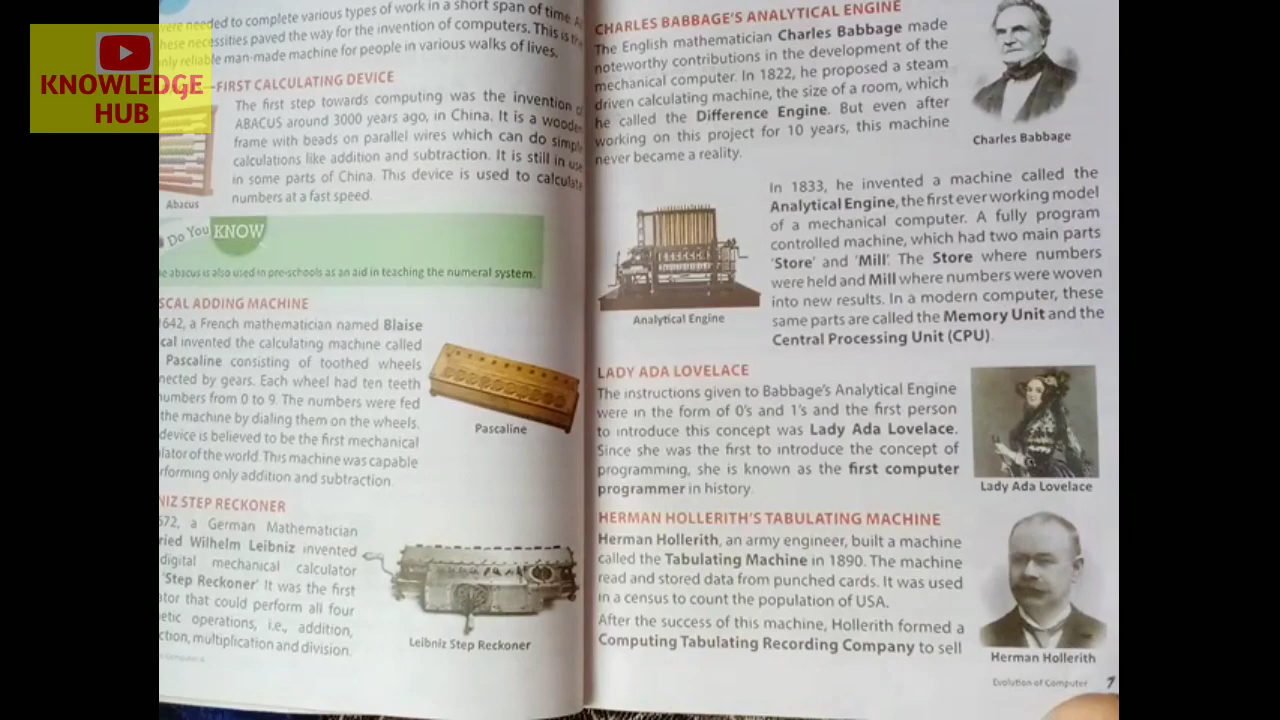 KNOWLEDGE
HUB
were needed to complete various types of work in a short span of time
these necessities paved the way for the invention of computers. This is
only reliable man-made machine for people in various walks of lives.
FIRST CALCULATING DEVICE
The first step towards computing was the invention
ABACUS around 3000 years ago, in China. It is a wooden
frame with beads on parallel wires which can do simple
calculations like addition and subtraction. It is still in use
in some parts of China. This device is used to calculate
numbers at a fast speed.
Abacus
Do You KNOW
abacus is also used in pre-schools as an aid in teaching the numeral system.
SCAL ADDING MACHINE
1642, a French mathematician named Blaise
cal invented the calculating machine called
Pascaline consisting of toothed wheels
nected by gears. Each wheel had ten teeth
numbers from 0 to 9. The numbers were fed
the machine by dialing them on the wheels.
device is believed to be the first mechanical
lator of the world. This machine was capable
rforming only addition and subtraction.
Pascaline
NIZ STEP RECKONER
672, a German Mathematician
ried Wilhelm Leibniz invented
digital mechanical calculator
'Step Reckoner' It was the first
tor that could perform all four
etic operations, i.e., addition,
ction, multiplication and division.
Leibniz Step Reckoner
CHARLES BABBAGE'S ANALYTICAL ENGINE
The English mathematician Charles Babbage made
noteworthy contributions in the development of the
mechanical computer. In 1822, he proposed a steam
driven calculating machine, the size of a room, which
he called the Difference Engine. But even after
working on this project for 10 years, this machine
never became a reality.
Charles Babbage
In 1833, he invented a machine called the
Analytical Engine, the first ever working model
of a mechanical computer. A fully program
controlled machine, which had two main parts
'Store' and 'Mill'. The Store where numbers
were held and Mill where numbers were woven
into new results. In a modern computer, these
same parts are called the Memory Unit and the
Central Processing Unit (CPU).
Analytical Engine
LADY ADA LOVELACE
The instructions given to Babbage's Analytical Engine
were in the form of 0's and 1's and the first person
to introduce this concept was Lady Ada Lovelace.
Since she was the first to introduce the concept of
programming, she is known as the first computer
programmer in history.
Lady Ada Lovelace
HERMAN HOLLERITH'S TABULATING MACHINE
Herman Hollerith, an army engineer, built a machine
called the Tabulating Machine in 1890. The machine
read and stored data from punched cards. It was used
in a census to count the population of USA.
After the success of this machine, Hollerith formed a
Computing Tabulating Recording Company to sell
Herman Hollerith
Evolution of Computer 7